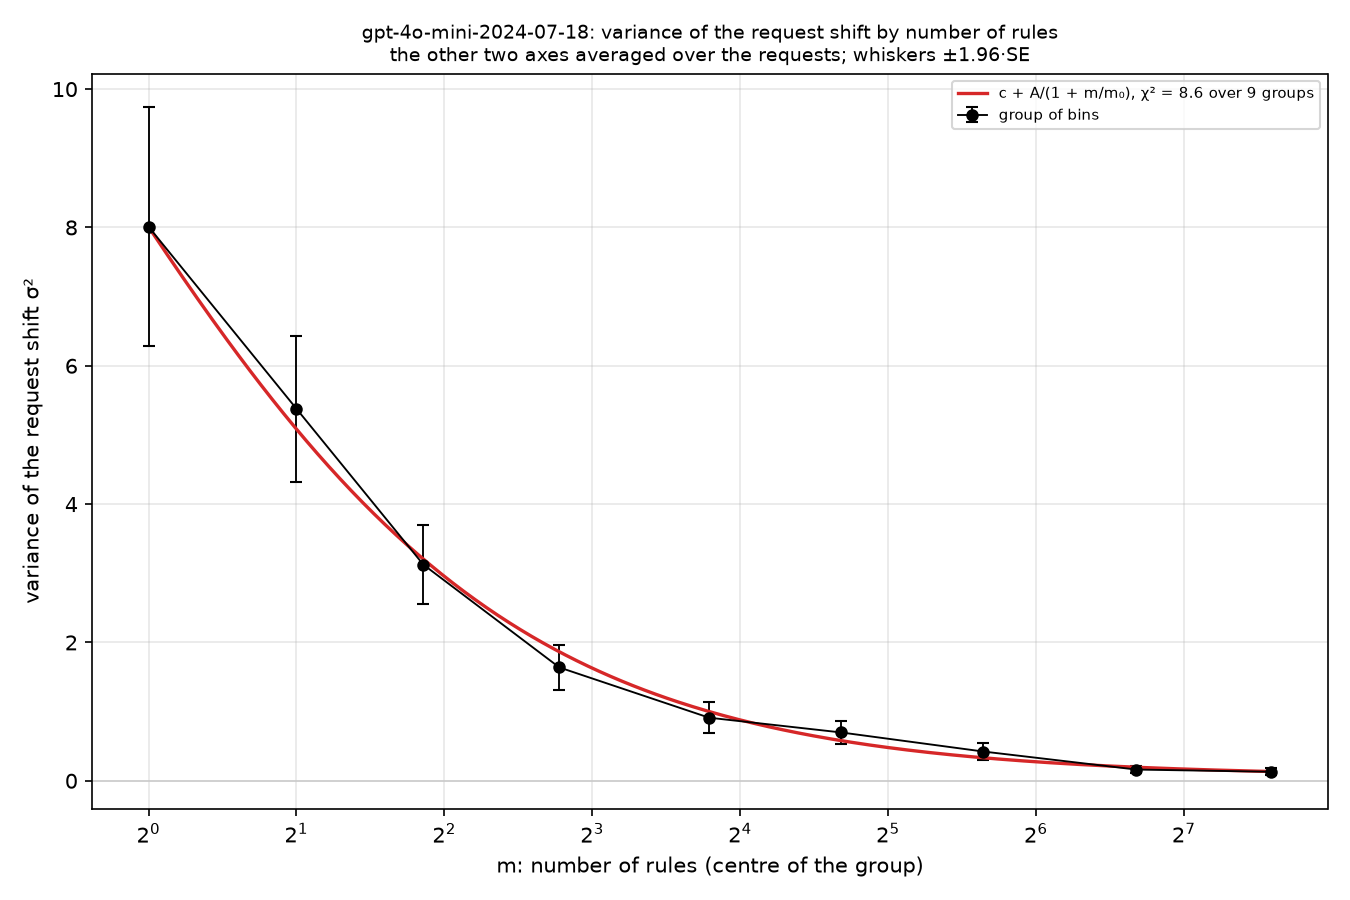 gpt-4o-mini-2024-07-18: variance of the request shift by number of rules
the other two axes averaged over the requests; whiskers ±1.96·SE
c + A/(1 + m/m₀), χ² = 8.6 over 9 groups
group of bins
variance of the request shift σ²
10
8
6
4
2
0
2⁰ 2¹ 2² 2³ 2⁴ 2⁵ 2⁶ 2⁷
m: number of rules (centre of the group)